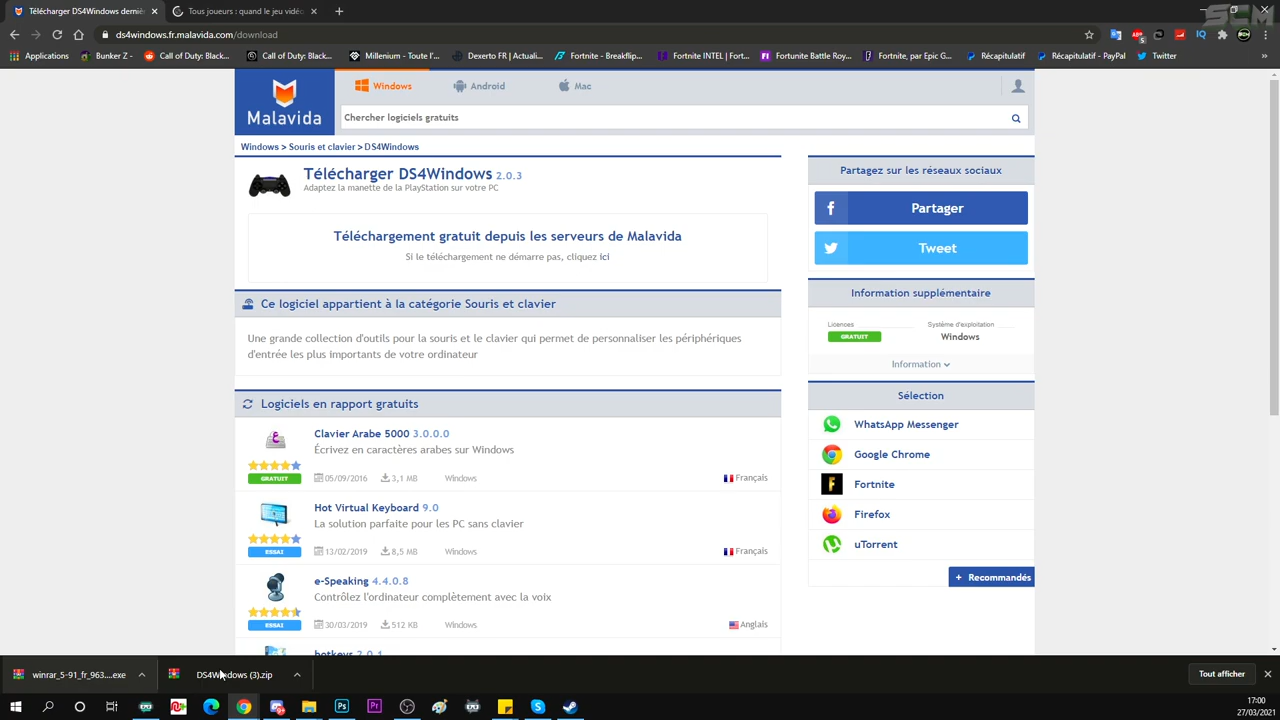 Télécharger DS4Windows dernièr
Tous joueurs : quand le jeu vidéo
SCM
ds4windows.fr.malavida.com/download
Applications
Bunker Z -
Call of Duty: Black...
Call of Duty: Black...
Millenium - Toute l'...
Dexerto FR | Actuali...
Fortnite - Breakflip...
Fortnite INTEL | Fort...
Fortunite Battle Roy...
Fortnite, par Epic G...
Récapitulatif
Récapitulatif - PayPal
Twitter
»
Malavida
Windows
Android
Mac
Chercher logiciels gratuits
Windows > Souris et clavier > DS4Windows
Télécharger DS4Windows 2.0.3
Adaptez la manette de la PlayStation sur votre PC
Téléchargement gratuit depuis les serveurs de Malavida
Si le téléchargement ne démarre pas, cliquez ici
Ce logiciel appartient à la catégorie Souris et clavier
Une grande collection d'outils pour la souris et le clavier qui permet de personnaliser les périphériques
d'entrée les plus importants de votre ordinateur
Logiciels en rapport gratuits
Clavier Arabe 5000 3.0.0.0
Écrivez en caractères arabes sur Windows
GRATUIT
05/09/2016
3,1 MB
Windows
Français
Hot Virtual Keyboard 9.0
La solution parfaite pour les PC sans clavier
ESSAI
13/02/2019
8,5 MB
Windows
Français
e-Speaking 4.4.0.8
Contrôlez l'ordinateur complètement avec la voix
ESSAI
30/03/2019
512 KB
Windows
Anglais
hotkeys 2.0.1
Partagez sur les réseaux sociaux
Partager
Tweet
Information supplémentaire
Licences
GRATUIT
Système d'exploitation
Windows
Information
Sélection
WhatsApp Messenger
Google Chrome
Fortnite
Firefox
uTorrent
+ Recommandés
winrar_5-91_fr_963....exe
DS4Windows (3).zip
Tout afficher
17:00
27/03/2021